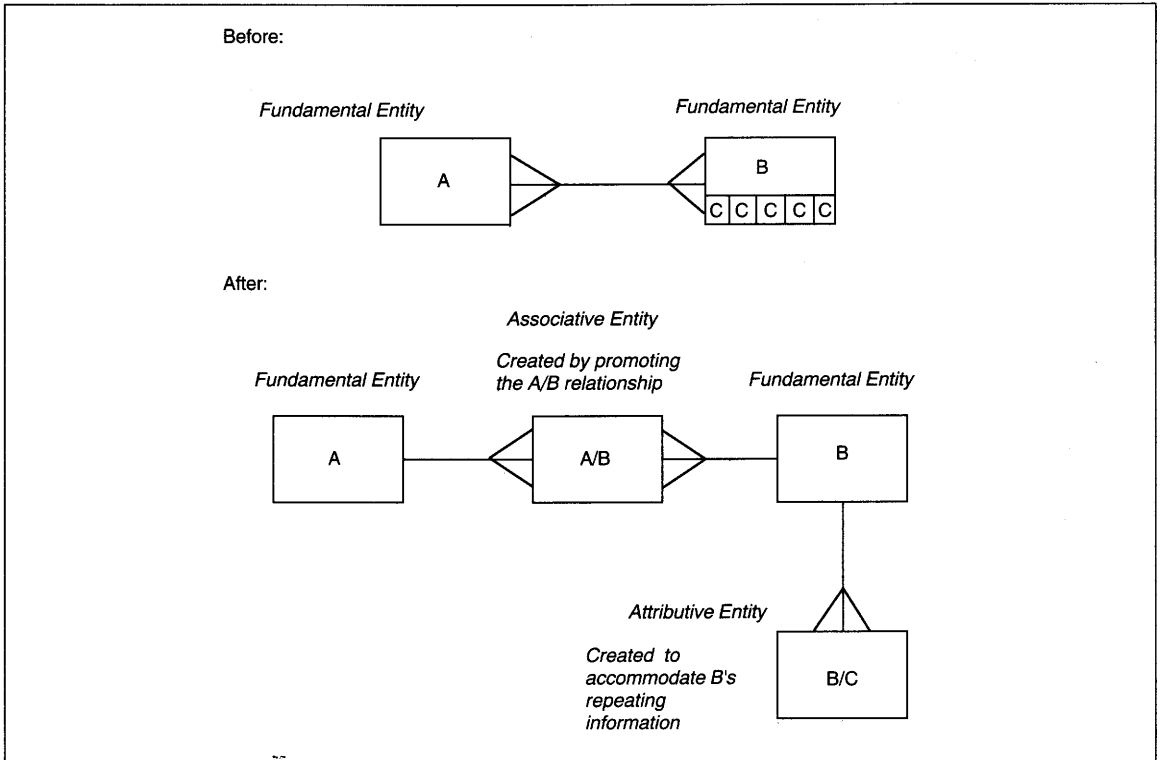 Before:
Fundamental Entity
Fundamental Entity
A
B
C C C C C
After:
Associative Entity
Created by promoting
the A/B relationship
Fundamental Entity
Fundamental Entity
A
A/B
B
Attributive Entity
Created to
accommodate B's
repeating
information
B/C